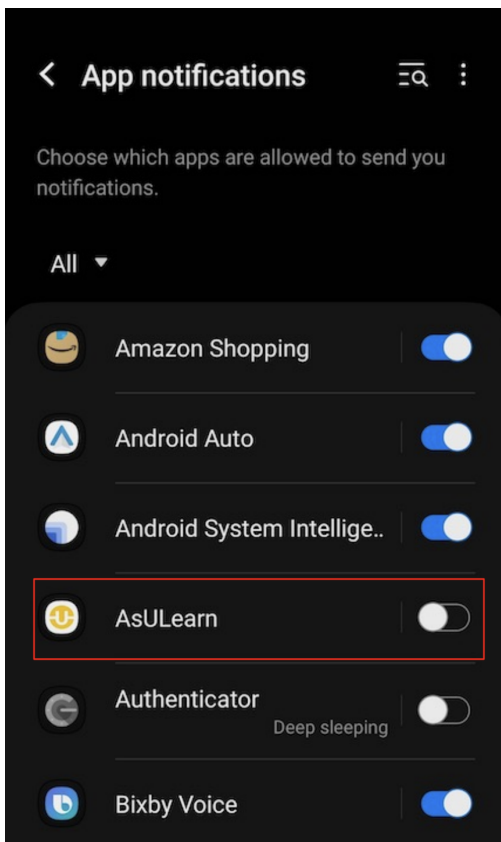 App notifications
Choose which apps are allowed to send you
notifications.
All
Amazon Shopping
Android Auto
Android System Intellige..
AsULearn
Authenticator
Deep sleeping
Bixby Voice